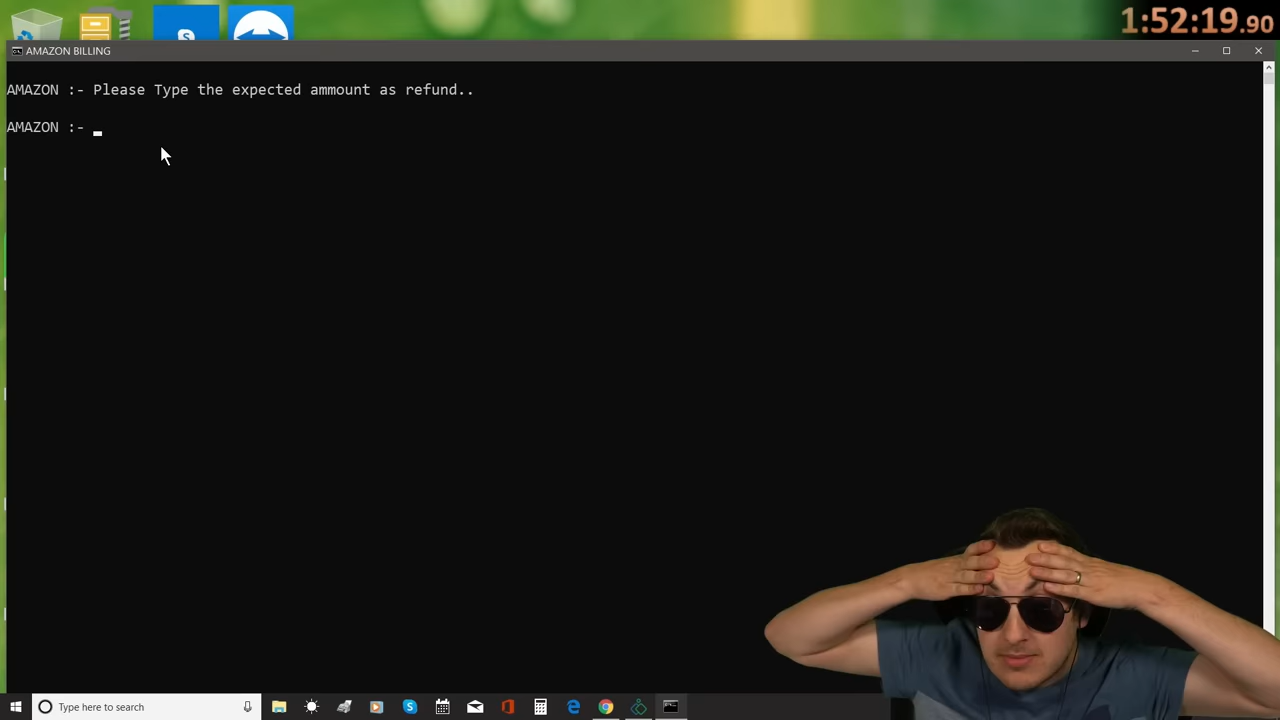 1:52:19.90
AMAZON BILLING
AMAZON :- Please Type the expected ammount as refund..
AMAZON :-
Type here to search